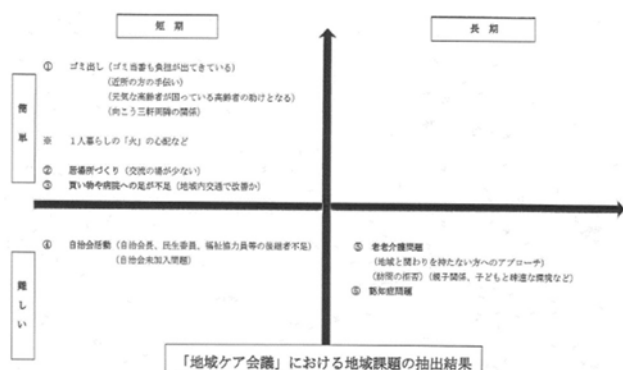 短 期
長 期
簡 単
① ゴミ出し(ゴミ当番も負担が出てきている)
(近所の方の手伝い)
(元気な高齢者が困っている高齢者の助けとなる)
(向こう三軒両隣の関係)
※ 1人暮らしの「火」の心配など
② 居場所づくり(交流の場が少ない)
③ 買い物や病院への足が不足(地域内交通で改善か)
難しい
④ 自治会活動(自治会長、民生委員、福祉協力員等の後継者不足)
(自治会未加入問題)
⑤ 老老介護問題
(地域と関わりを持たない方へのアプローチ)
(訪問の拒否)(親子関係、子どもと疎遠な環境など)
認知症問題
「地域ケア会議」における地域課題の抽出結果